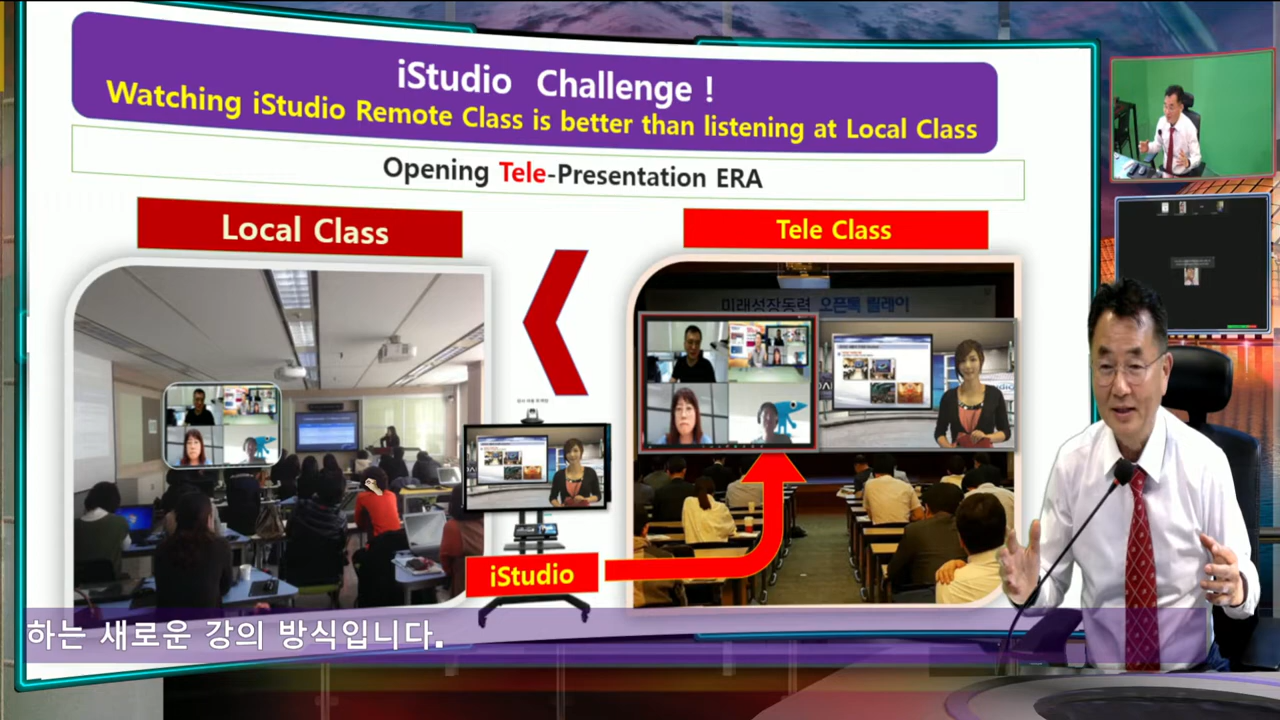 iStudio Challenge !
Watching iStudio Remote Class is better than listening at Local Class
Opening Tele-Presentation ERA
Local Class
Tele Class
미래성장동력 오픈톡 릴레이
iStudio
하는 새로운 강의 방식입니다.